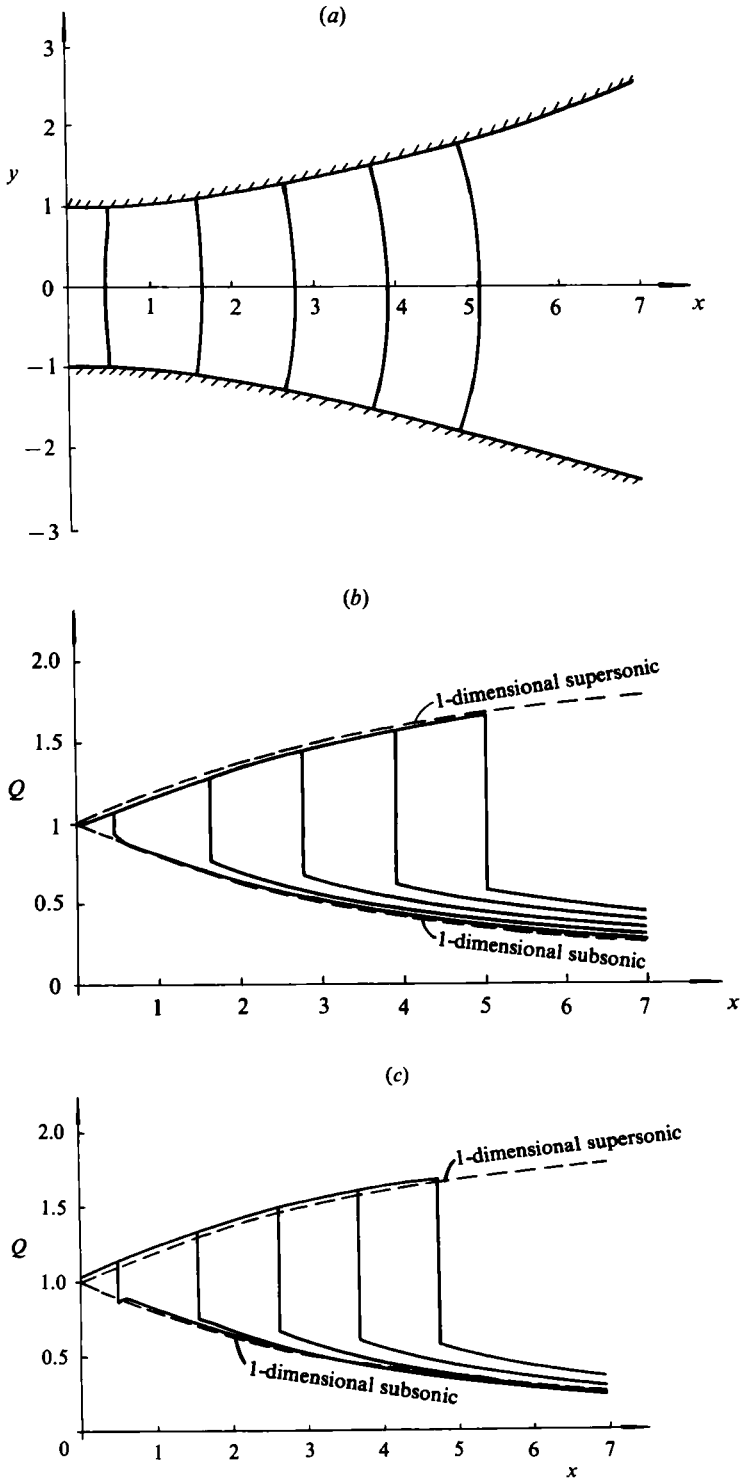 (a)
3
2
y
1
0
1 2 3 4 5 6 7 x
−1
−2
−3
(b)
2.0
1-dimensional supersonic
1.5
Q
1
0.5
1-dimensional subsonic
0
1 2 3 4 5 6 7 x
(c)
2.0
1-dimensional supersonic
1.5
Q
1.0
0.5
1-dimensional subsonic
0 1 2 3 4 5 6 7
x